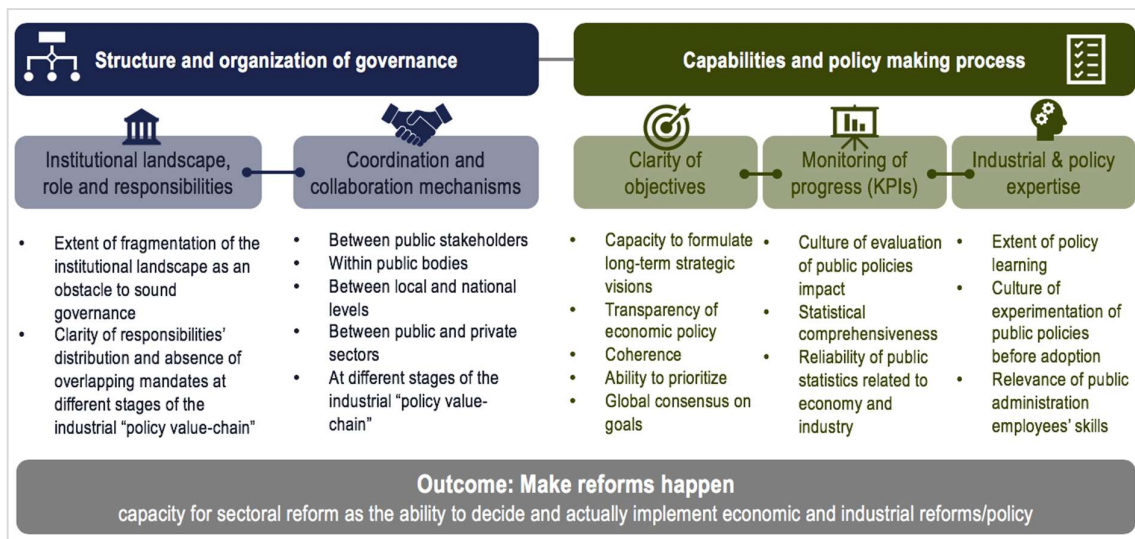 Structure and organization of governance
Capabilities and policy making process
Institutional landscape,
role and responsibilities
Coordination and
collaboration mechanisms
Clarity of
objectives
Monitoring of
progress (KPIs)
Industrial & policy
expertise
• Extent of fragmentation of the
institutional landscape as an
obstacle to sound
governance
• Clarity of responsibilities’
distribution and absence of
overlapping mandates at
different stages of the
industrial “policy value-chain”
• Between public stakeholders
• Within public bodies
• Between local and national
levels
• Between public and private
sectors
• At different stages of the
industrial “policy value-
chain”
• Capacity to formulate
long-term strategic
visions
• Transparency of
economic policy
• Coherence
• Ability to prioritize
• Global consensus on
goals
• Culture of evaluation
of public policies
impact
• Statistical
comprehensiveness
• Reliability of public
statistics related to
economy and
industry
• Extent of policy
learning
• Culture of
experimentation of
public policies
before adoption
• Relevance of public
administration
employees’ skills
Outcome: Make reforms happen
capacity for sectoral reform as the ability to decide and actually implement economic and industrial reforms/policy